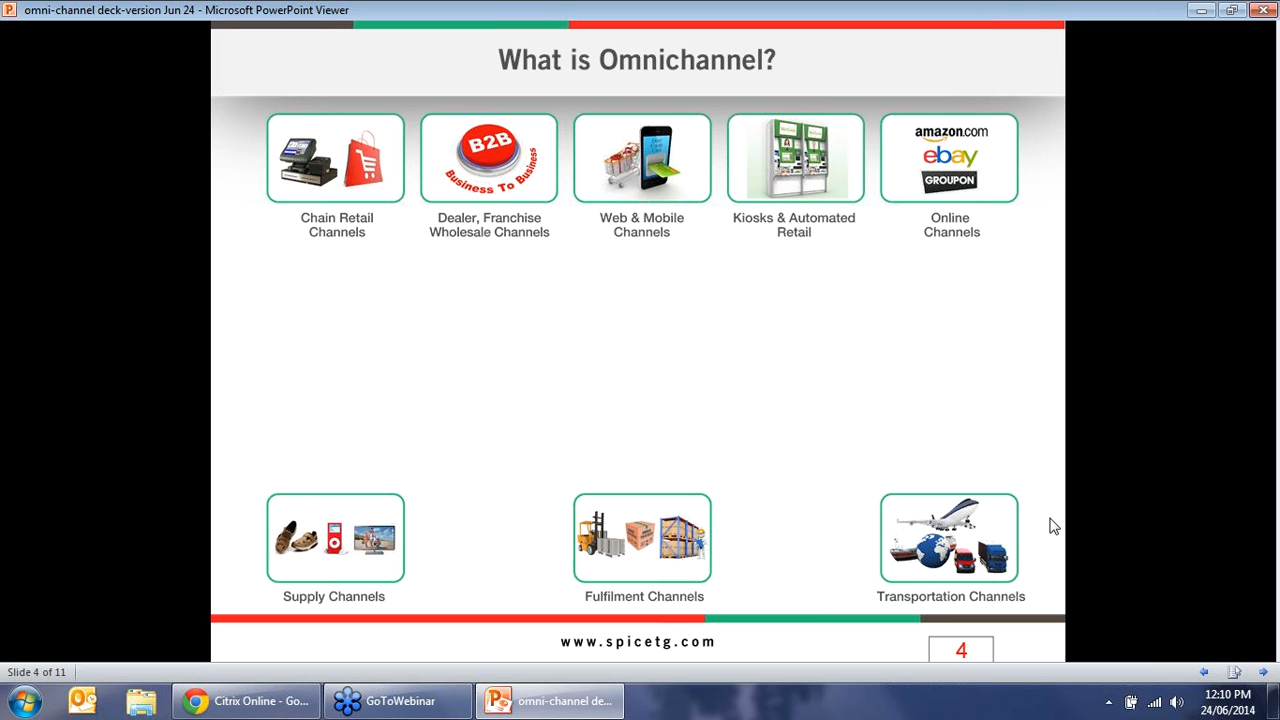 omni-channel deck-version Jun 24 - Microsoft PowerPoint Viewer
What is Omnichannel?
B2B
Business To Business
amazon.com
ebay
GROUPON
Chain Retail
Channels
Dealer, Franchise
Wholesale Channels
Web & Mobile
Channels
Kiosks & Automated
Retail
Online
Channels
Supply Channels
Fulfilment Channels
Transportation Channels
www.spicetg.com
4
Slide 4 of 11
Citrix Online - Go...
GoToWebinar
omni-channel de...
12:10 PM
24/06/2014